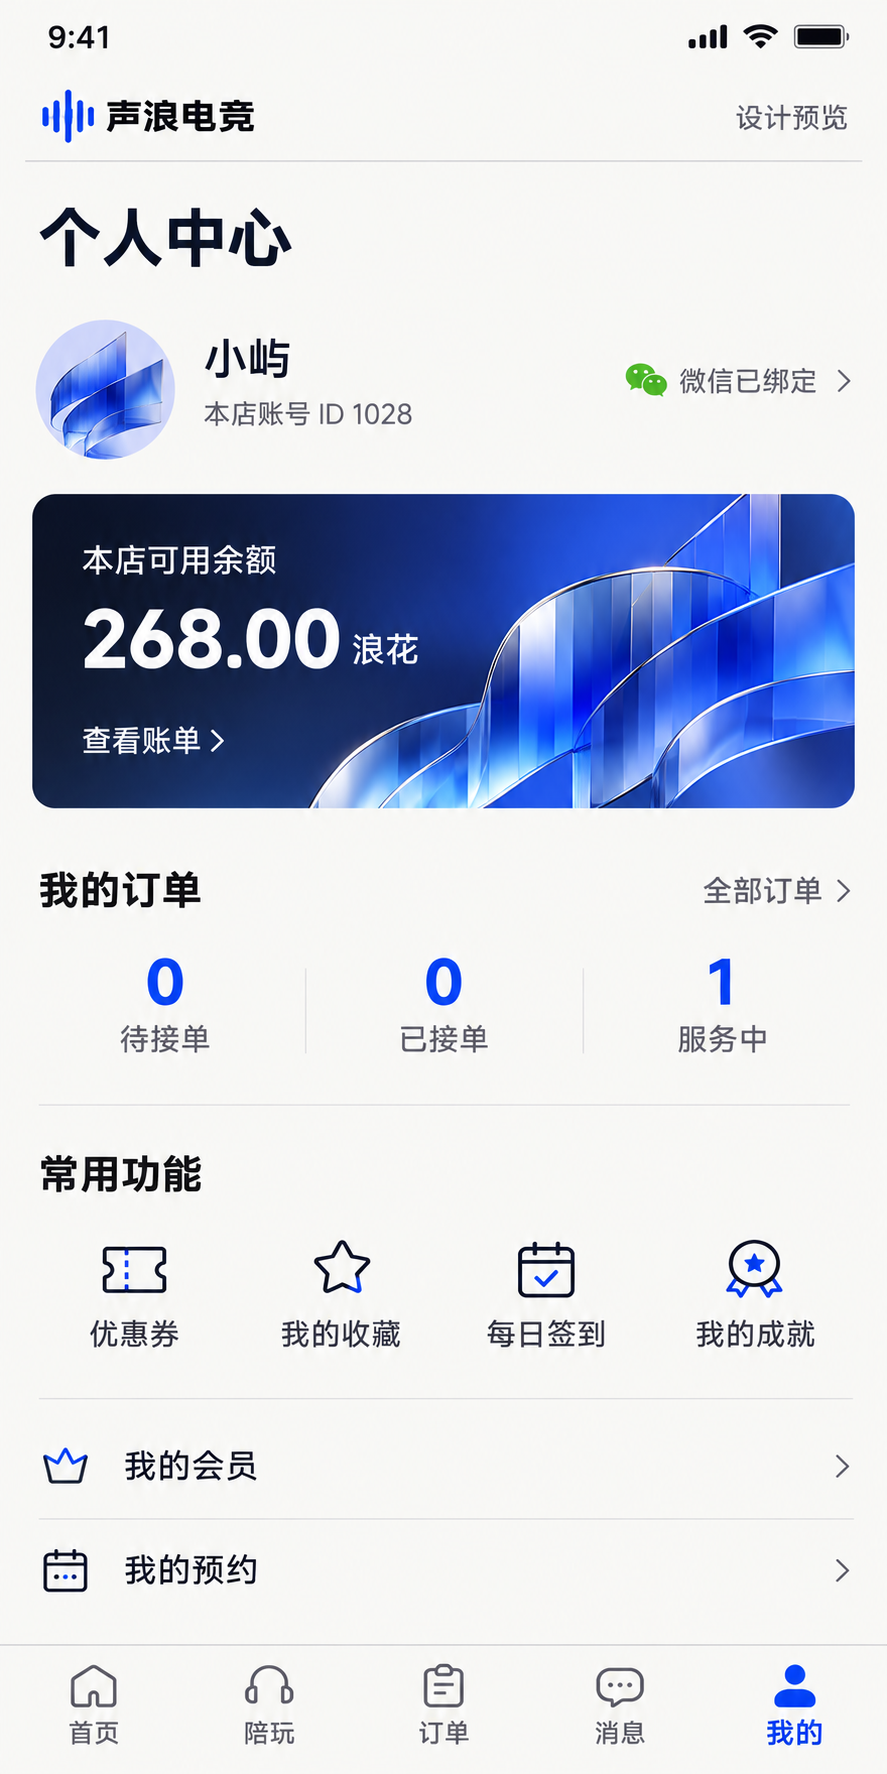 9:41
声浪电竞
设计预览
个人中心
小屿
本店账号 ID 1028
微信已绑定
本店可用余额
268.00 浪花
查看账单
我的订单
全部订单
0
待接单
0
已接单
1
服务中
常用功能
优惠券
我的收藏
每日签到
我的成就
我的会员
我的预约
首页
陪玩
订单
消息
我的